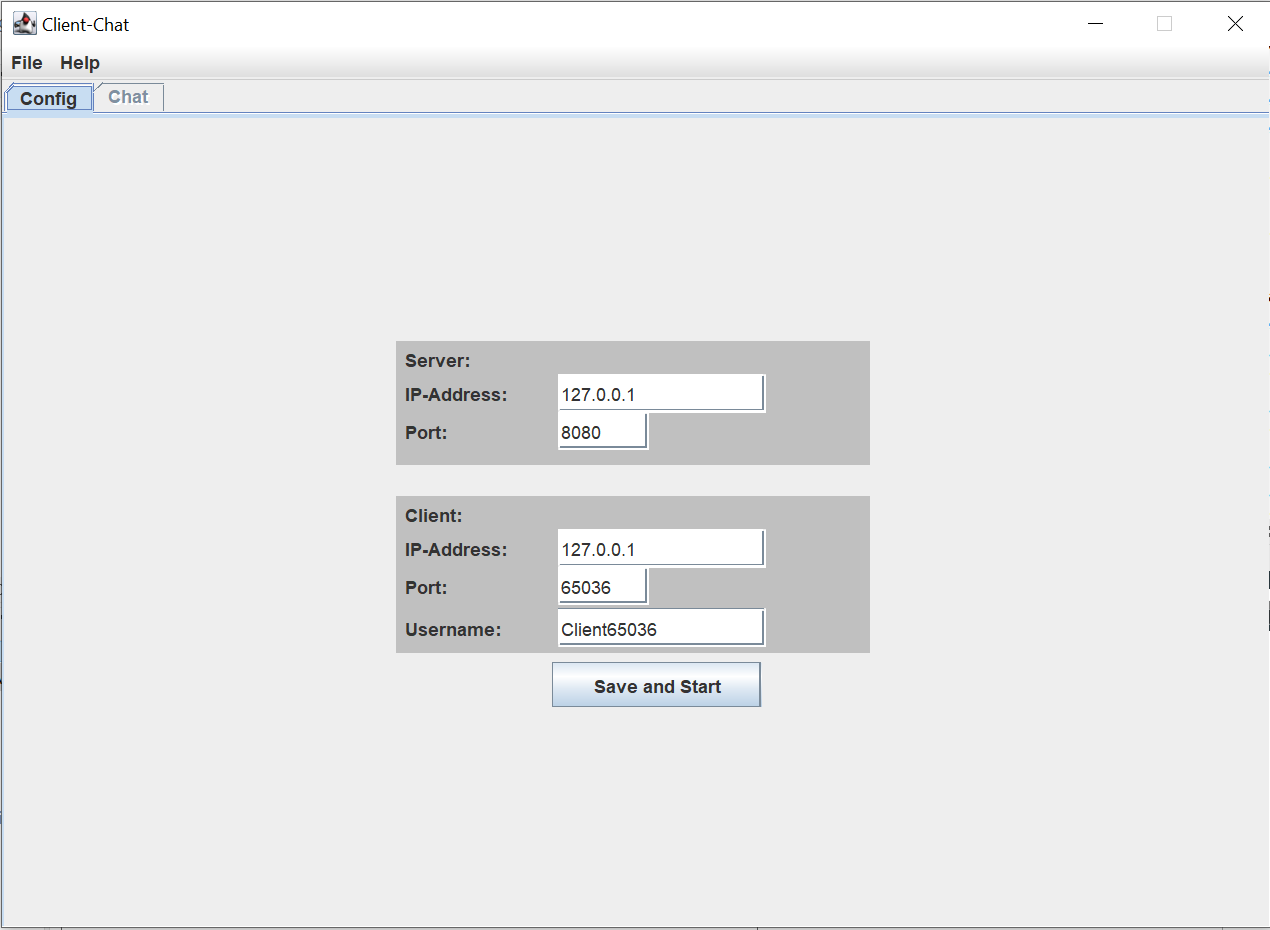 Client-Chat
File Help
Config Chat
Server:
IP-Address: 127.0.0.1
Port: 8080
Client:
IP-Address: 127.0.0.1
Port: 65036
Username: Client65036
Save and Start